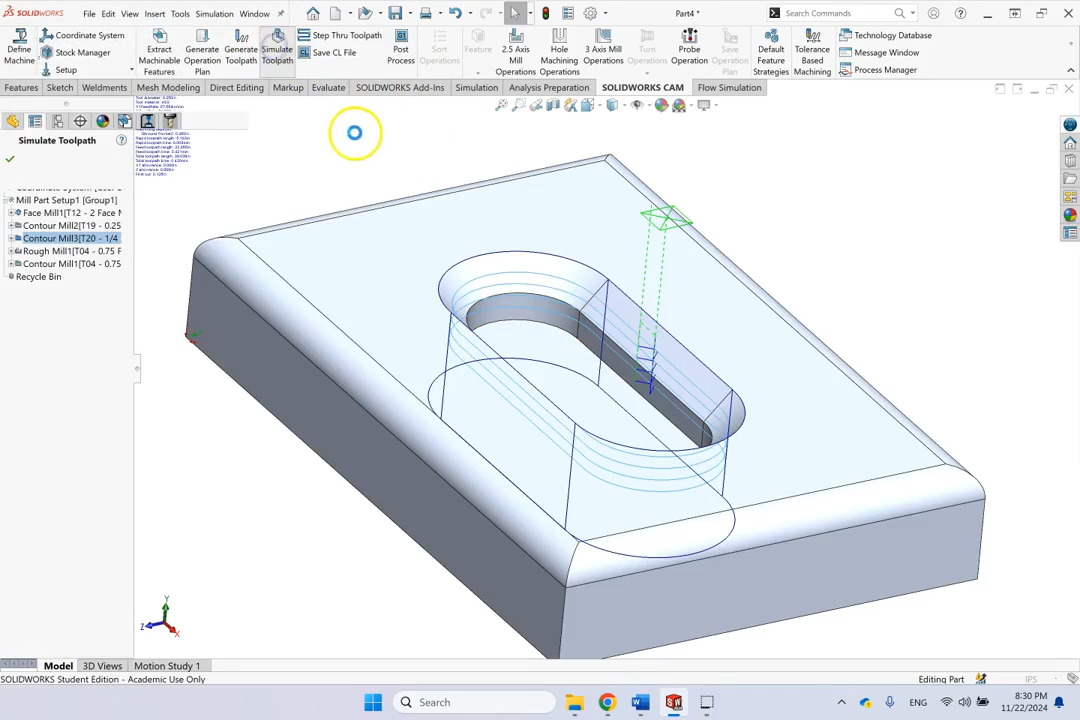 SOLIDWORKS
File Edit View Insert Tools Simulation Window
Part4 *
Search Commands
Define Machine
Coordinate System
Stock Manager
Setup
Extract Machinable Features
Generate Operation Plan
Generate Toolpath
Simulate Toolpath
Step Thru Toolpath
Save CL File
Post Process
Sort Operations
Feature
2.5 Axis Mill Operations
Hole Machining Operations
3 Axis Mill Operations
Turn Operations
Probe Operation
Save Operation Plan
Default Feature Strategies
Tolerance Based Machining
Technology Database
Message Window
Process Manager
Features Sketch Weldments Mesh Modeling Direct Editing Markup Evaluate SOLIDWORKS Add-Ins Simulation Analysis Preparation SOLIDWORKS CAM Flow Simulation
Simulate Toolpath
Mill Part Setup1 [Group1]
Face Mill1[T12 - 2 Face M
Contour Mill2[T19 - 0.25
Contour Mill3[T20 - 1/4
Rough Mill1[T04 - 0.75 F
Contour Mill1[T04 - 0.75
Recycle Bin
Y
Z
X
Model 3D Views Motion Study 1
SOLIDWORKS Student Edition - Academic Use Only
Editing Part
IPS
Search
ENG
8:30 PM
11/22/2024